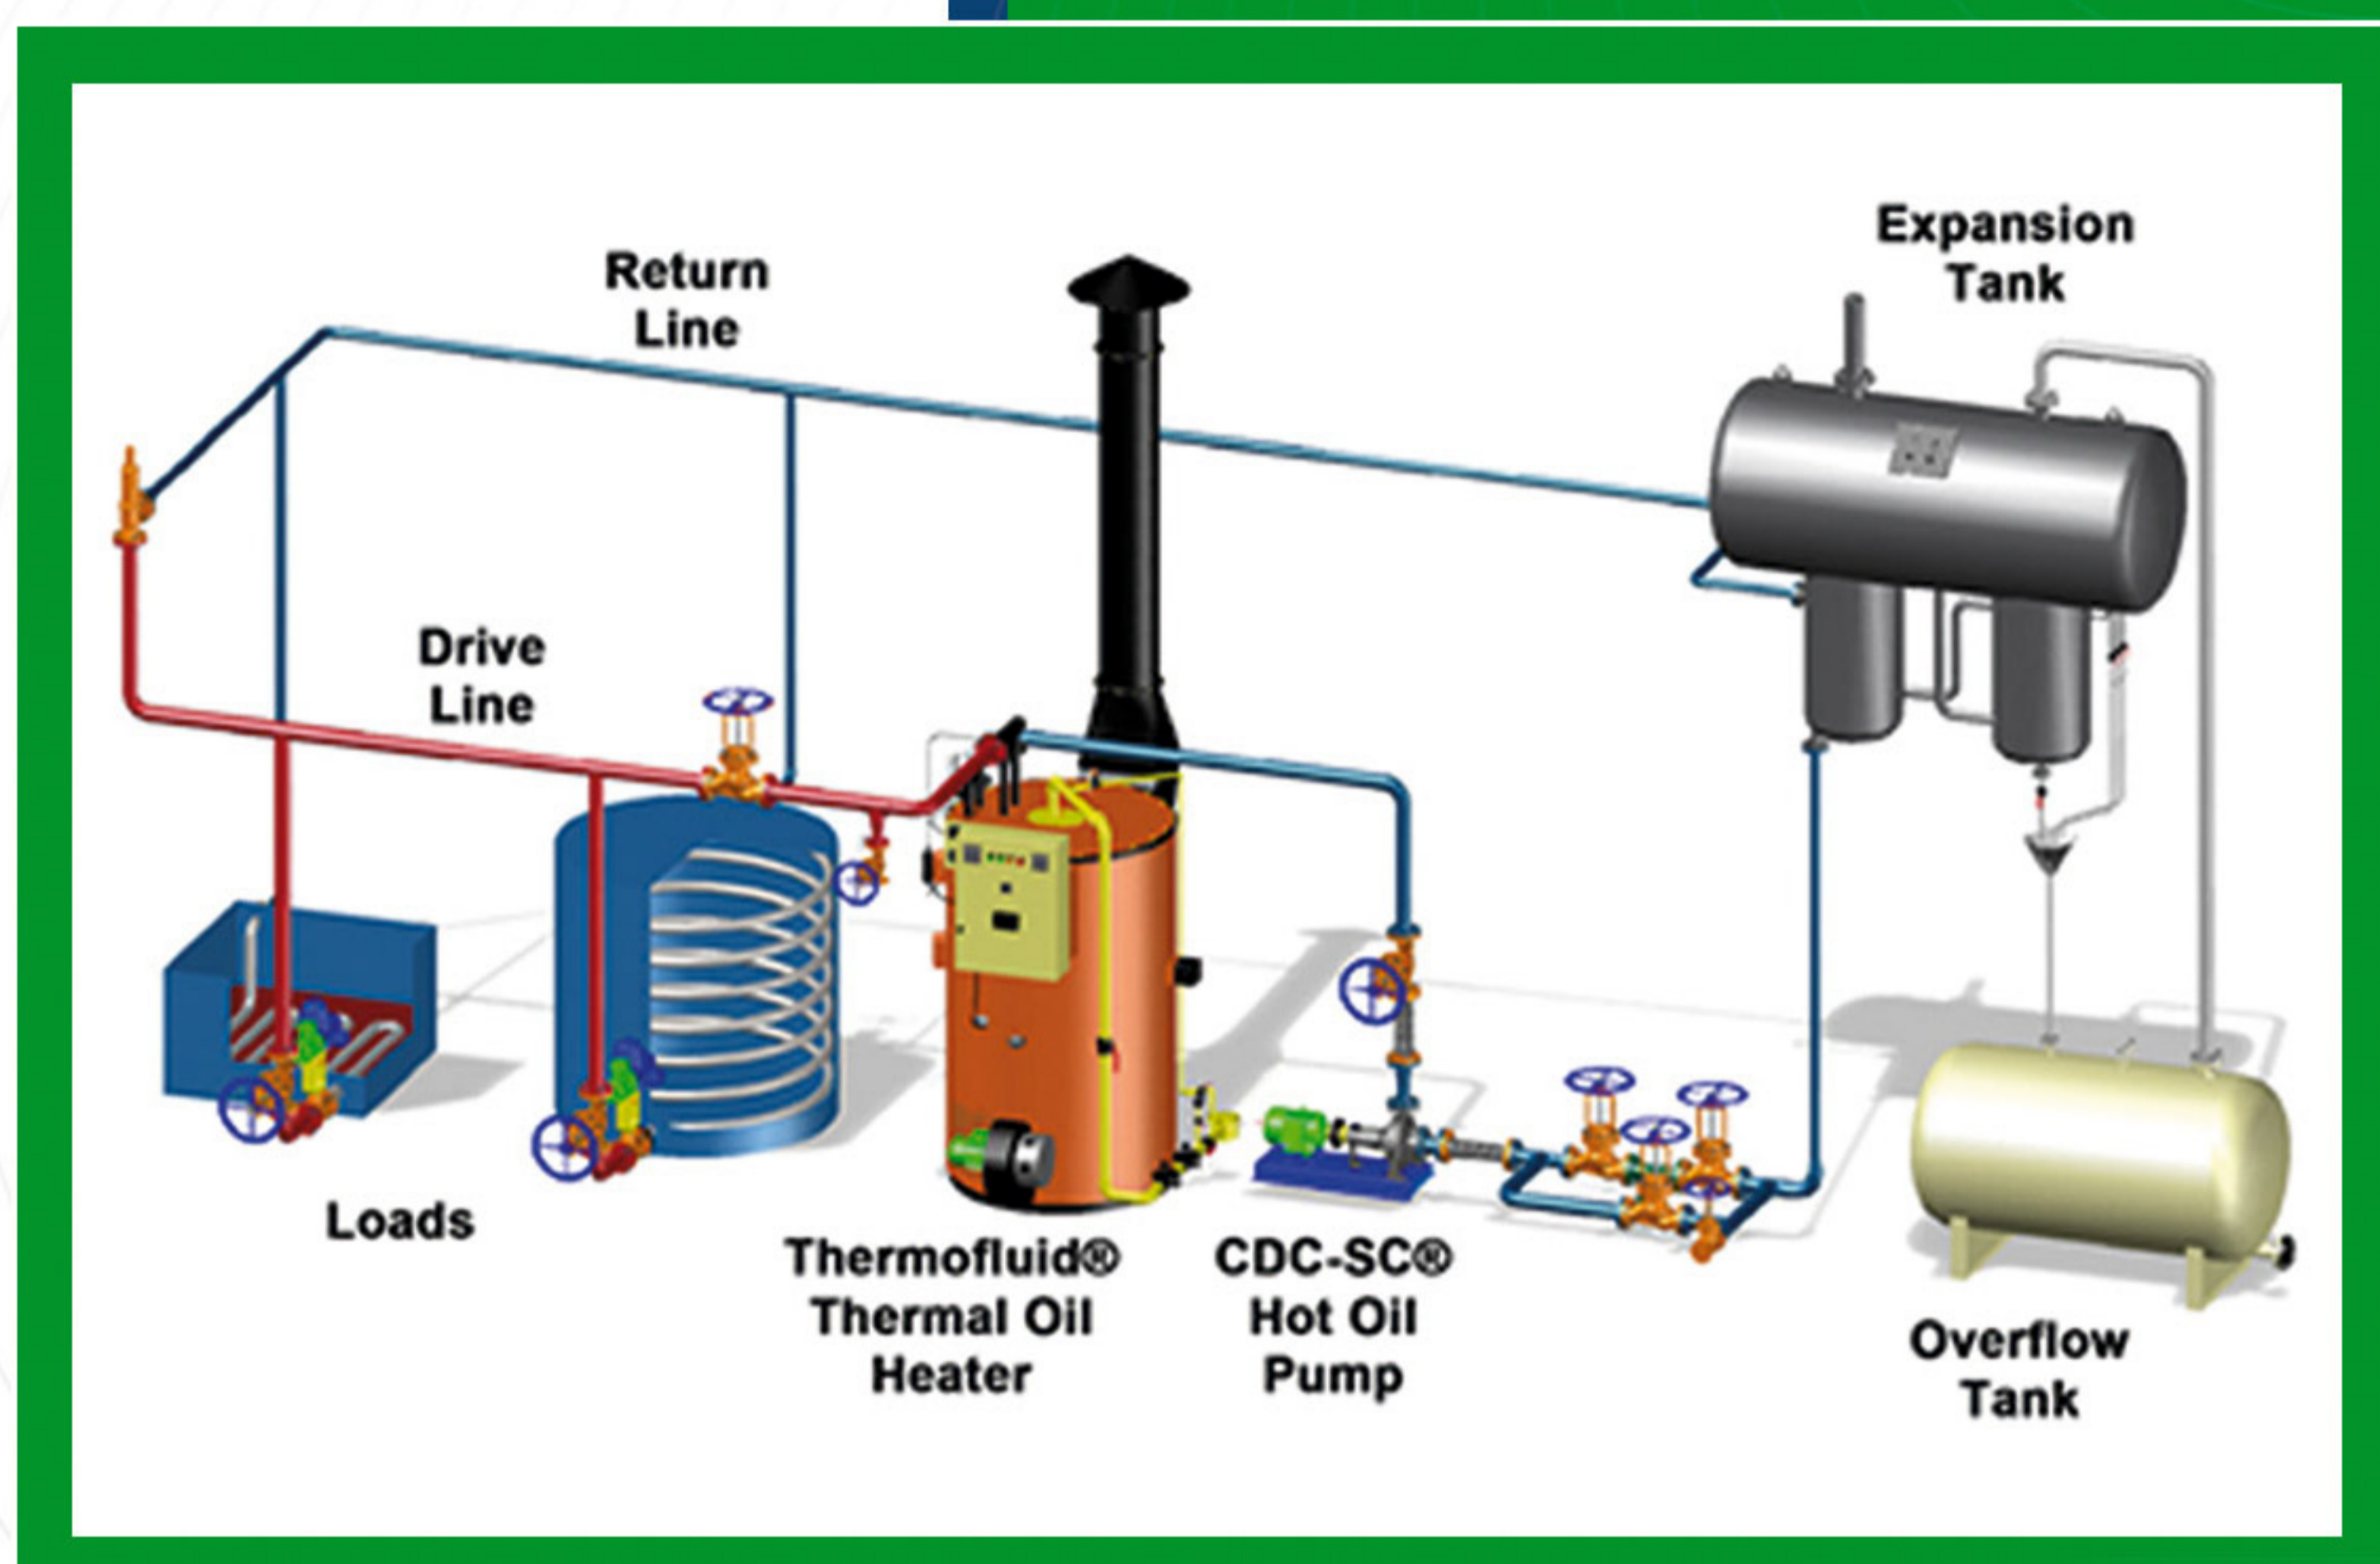 Expansion
Tank
Return
Line
Drive
Line
Loads
Thermofluid®
Thermal Oil
Heater
CDC-SC®
Hot Oil
Pump
Overflow
Tank